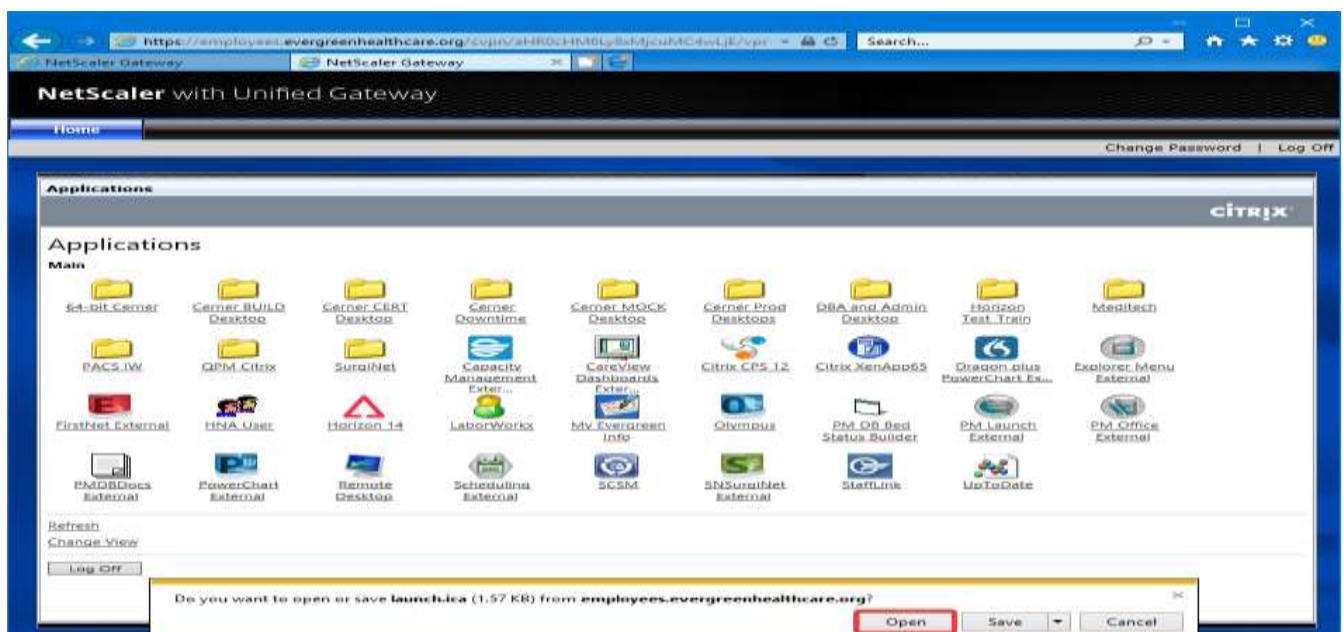 https://employees.evergreenhealthcare.org/cvpn/ Search...
NetScaler Gateway NetScaler Gateway
NetScaler with Unified Gateway
Home
Change Password | Log Off
Applications
CITRIX
Applications
Main
64-bit Cerner Cerner BUILD Cerner CERT Cerner Cerner MOCK Cerner Prod DBA and Admin Horizon Meditech
Desktop Desktop Downtime Desktop Desktops Desktop Test Train
PACS IW QPM Citrix SurgiNet Capacity CareView Citrix CPS 12 Citrix XenApp65 Dragon plus Explorer Menu
Management Dashboards PowerChart Ex... External
Exter... Exter...
FirstNet External HNA User Horizon 14 LaborWorkx My Evergreen Olympus PM DB Bed PM Launch PM Office
Info Status Builder External External
PMDBDocs PowerChart Remote Scheduling SCSM SNSurgiNet StaffLink UpToDate
External External Desktop External External
Refresh
Change View
Log Off
Do you want to open or save launch.ica (1.57 KB) from employees.evergreenhealthcare.org?
Open Save Cancel